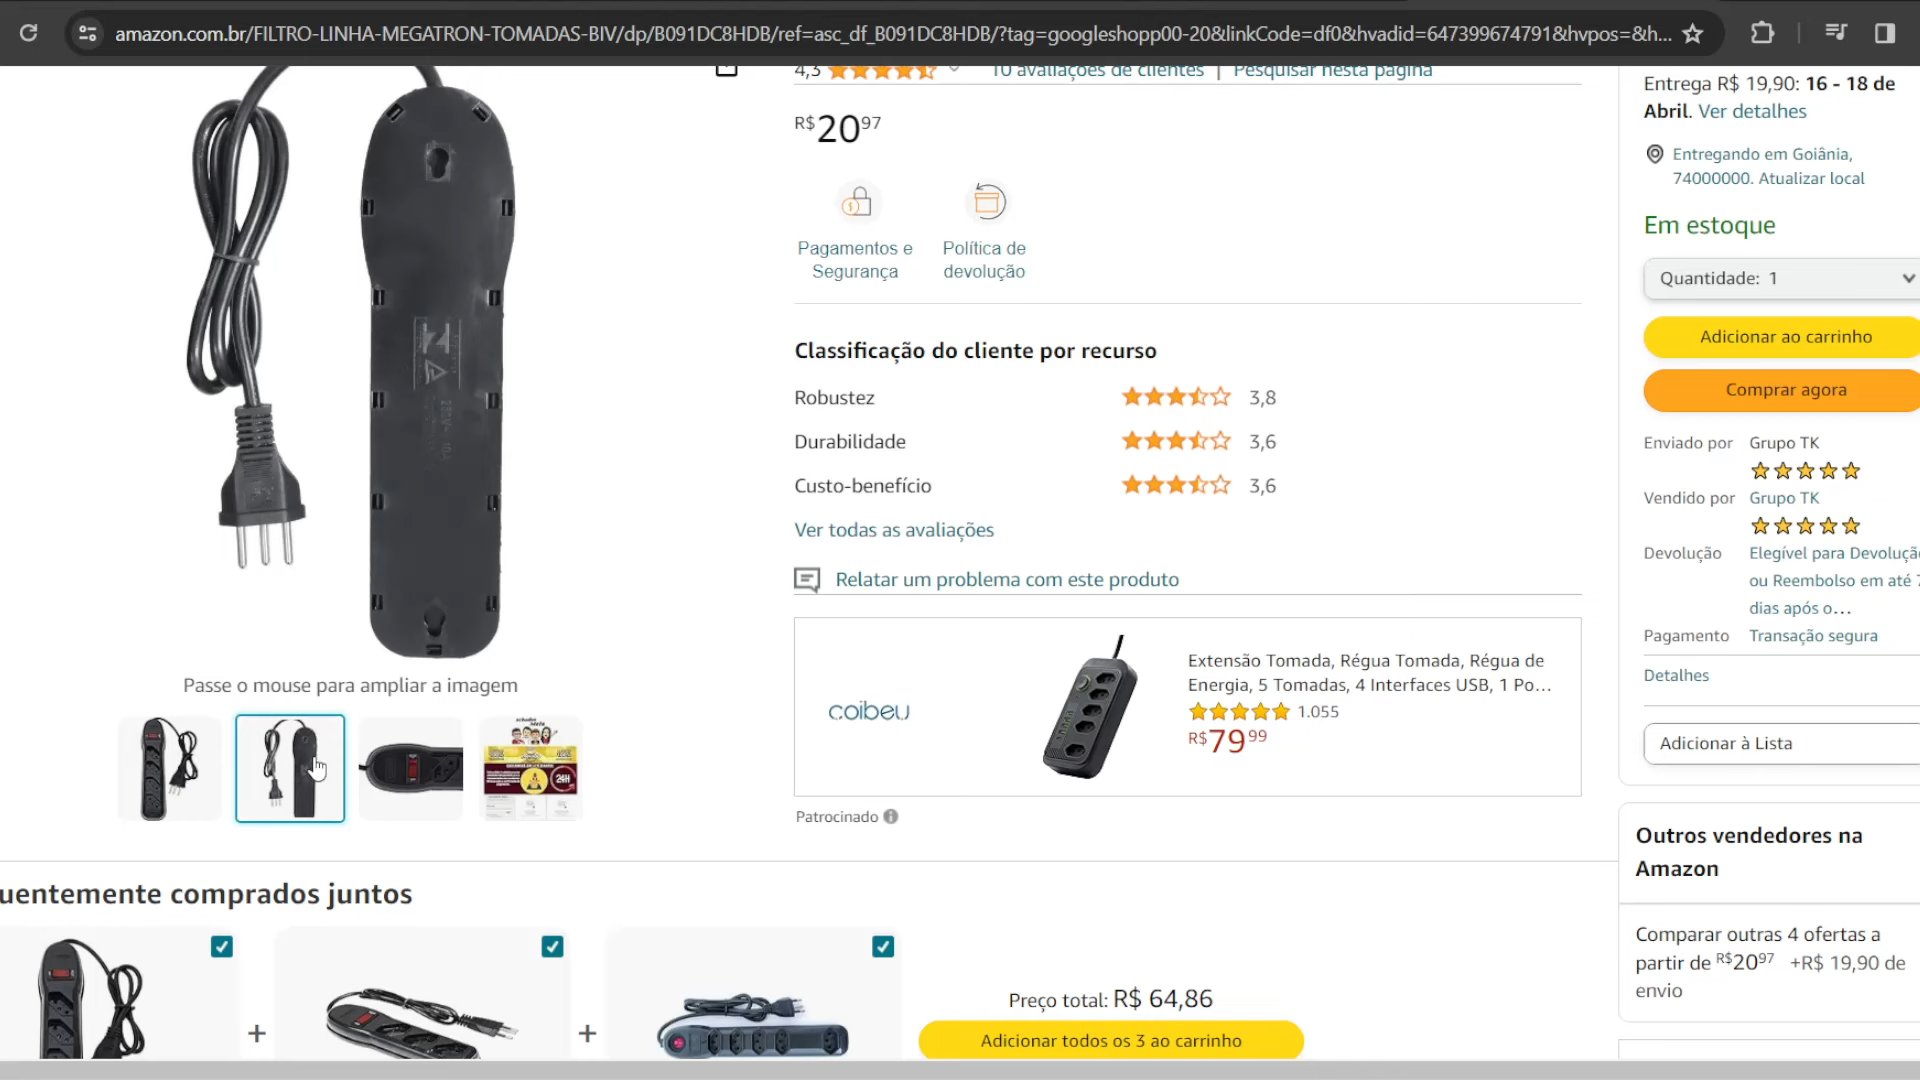 amazon.com.br/FILTRO-LINHA-MEGATRON-TOMADAS-BIV/dp/B091DC8HDB/ref=asc_df_B091DC8HDB/?tag=googleshopp00-20&linkCode=df0&hvadid=647399674791&hvpos=&h...
4,3
10 avaliações de clientes | Pesquisar nesta página
R$2097
Pagamentos e
Segurança
Política de
devolução
Classificação do cliente por recurso
Robustez 3,8
Durabilidade 3,6
Custo-benefício 3,6
Ver todas as avaliações
Relatar um problema com este produto
coibeu
Extensão Tomada, Régua Tomada, Régua de
Energia, 5 Tomadas, 4 Interfaces USB, 1 Po...
1.055
R$7999
Patrocinado
Passe o mouse para ampliar a imagem
24H
Entrega R$ 19,90: 16 - 18 de
Abril. Ver detalhes
Entregando em Goiânia,
74000000. Atualizar local
Em estoque
Quantidade: 1
Adicionar ao carrinho
Comprar agora
Enviado por Grupo TK
Vendido por Grupo TK
Devolução Elegível para Devolução
ou Reembolso em até 7
dias após o...
Pagamento Transação segura
Detalhes
Adicionar à Lista
Outros vendedores na
Amazon
Comparar outras 4 ofertas a
partir de R$2097 +R$ 19,90 de
envio
uentemente comprados juntos
+
+
Preço total: R$ 64,86
Adicionar todos os 3 ao carrinho